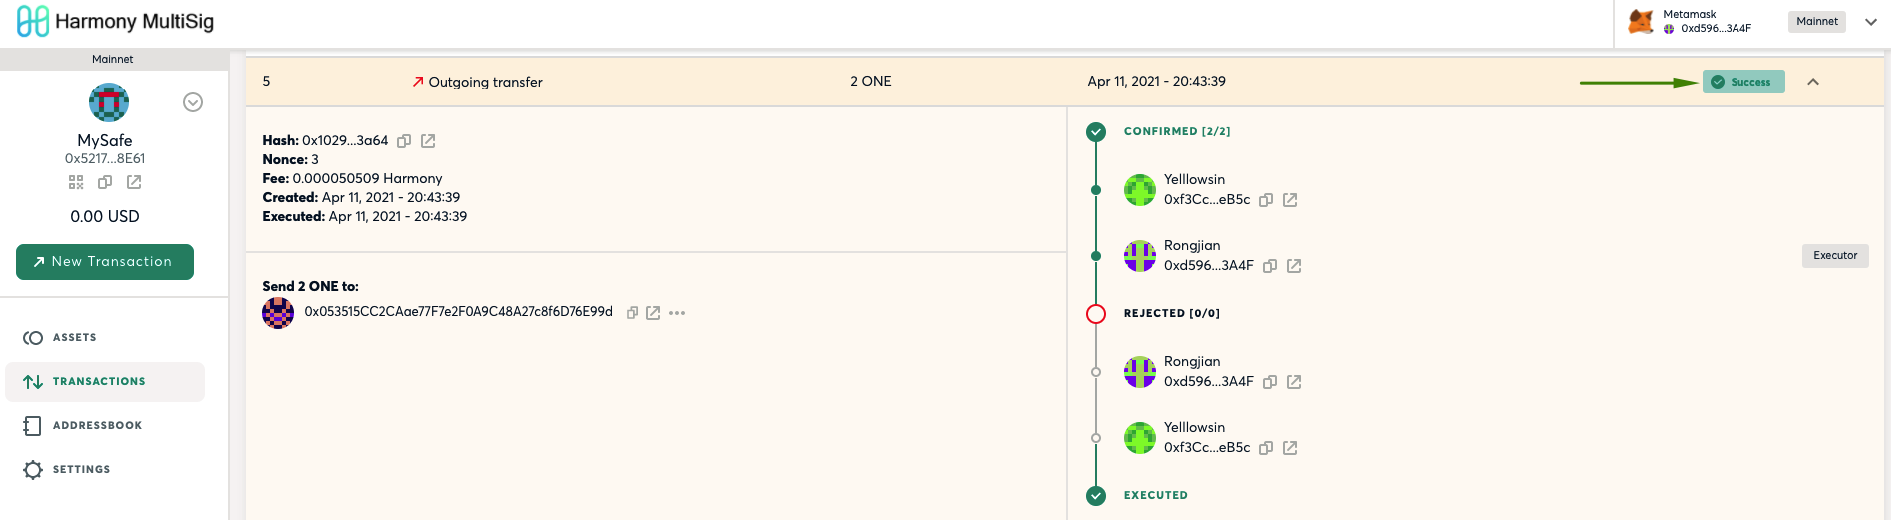 Harmony MultiSig
Metamask
0xd596...3A4F
Mainnet
Mainnet
MySafe
0x5217...8E61
0.00 USD
New Transaction
ASSETS
TRANSACTIONS
ADDRESSBOOK
SETTINGS
5 Outgoing transfer 2 ONE Apr 11, 2021 - 20:43:39 Success
Hash: 0x1029...3a64
Nonce: 3
Fee: 0.000050509 Harmony
Created: Apr 11, 2021 - 20:43:39
Executed: Apr 11, 2021 - 20:43:39
Send 2 ONE to:
0x053515CC2CAae77F7e2F0A9C48A27c8f6D76E99d
CONFIRMED [2/2]
Yelllowsin
0xf3Cc...eB5c
Rongjian
0xd596...3A4F
Executor
REJECTED [0/0]
Rongjian
0xd596...3A4F
Yelllowsin
0xf3Cc...eB5c
EXECUTED